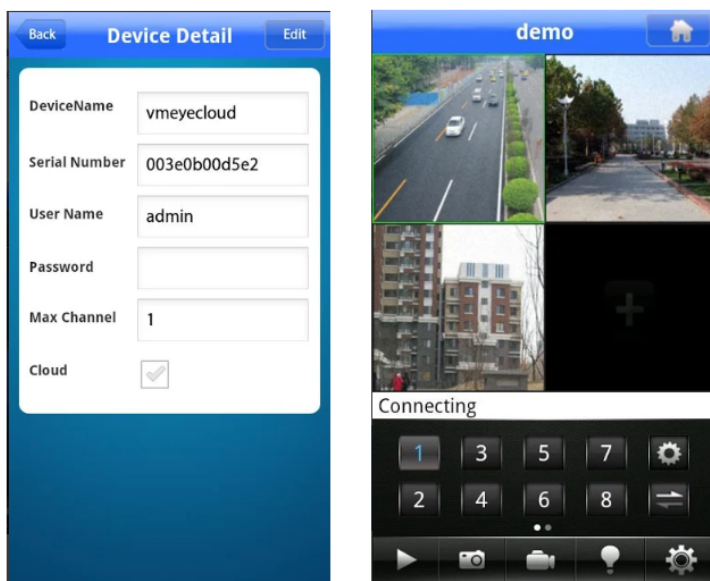 Back Device Detail Edit
DeviceName vmeyecloud
Serial Number 003e0b00d5e2
User Name admin
Password
Max Channel 1
Cloud
demo
Connecting
1 3 5 7
2 4 6 8